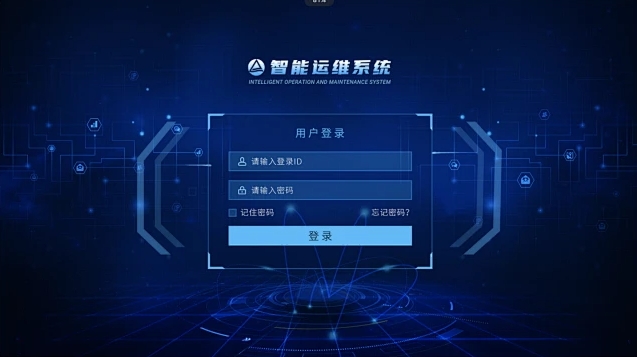 智能运维系统
INTELLIGENT OPERATION AND MAINTENANCE SYSTEM
用户登录
请输入登录ID
请输入密码
记住密码 忘记密码?
登录